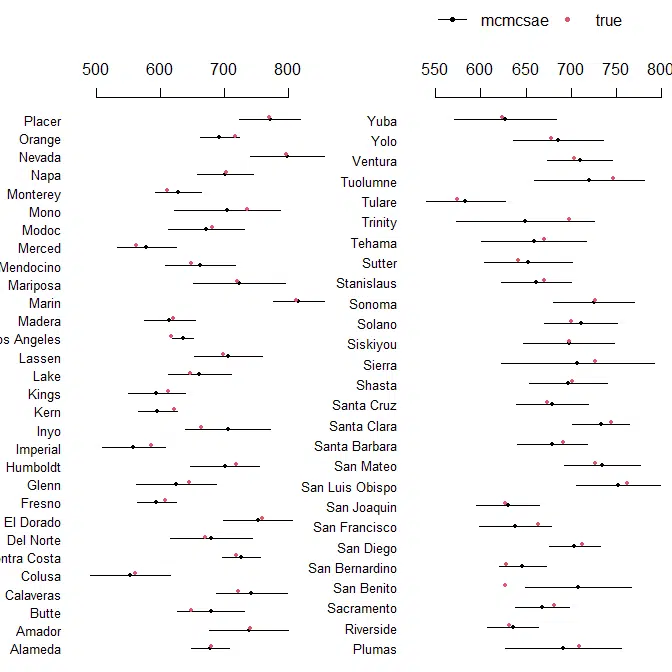 mcmcsae true
500 600 700 800
550 600 650 700 750 800
Placer
Orange
Nevada
Napa
Monterey
Mono
Modoc
Merced
Mendocino
Mariposa
Marin
Madera
os Angeles
Lassen
Lake
Kings
Kern
Inyo
Imperial
Humboldt
Glenn
Fresno
El Dorado
Del Norte
ontra Costa
Colusa
Calaveras
Butte
Amador
Alameda
Yuba
Yolo
Ventura
Tuolumne
Tulare
Trinity
Tehama
Sutter
Stanislaus
Sonoma
Solano
Siskiyou
Sierra
Shasta
Santa Cruz
Santa Clara
Santa Barbara
San Mateo
San Luis Obispo
San Joaquin
San Francisco
San Diego
San Bernardino
San Benito
Sacramento
Riverside
Plumas